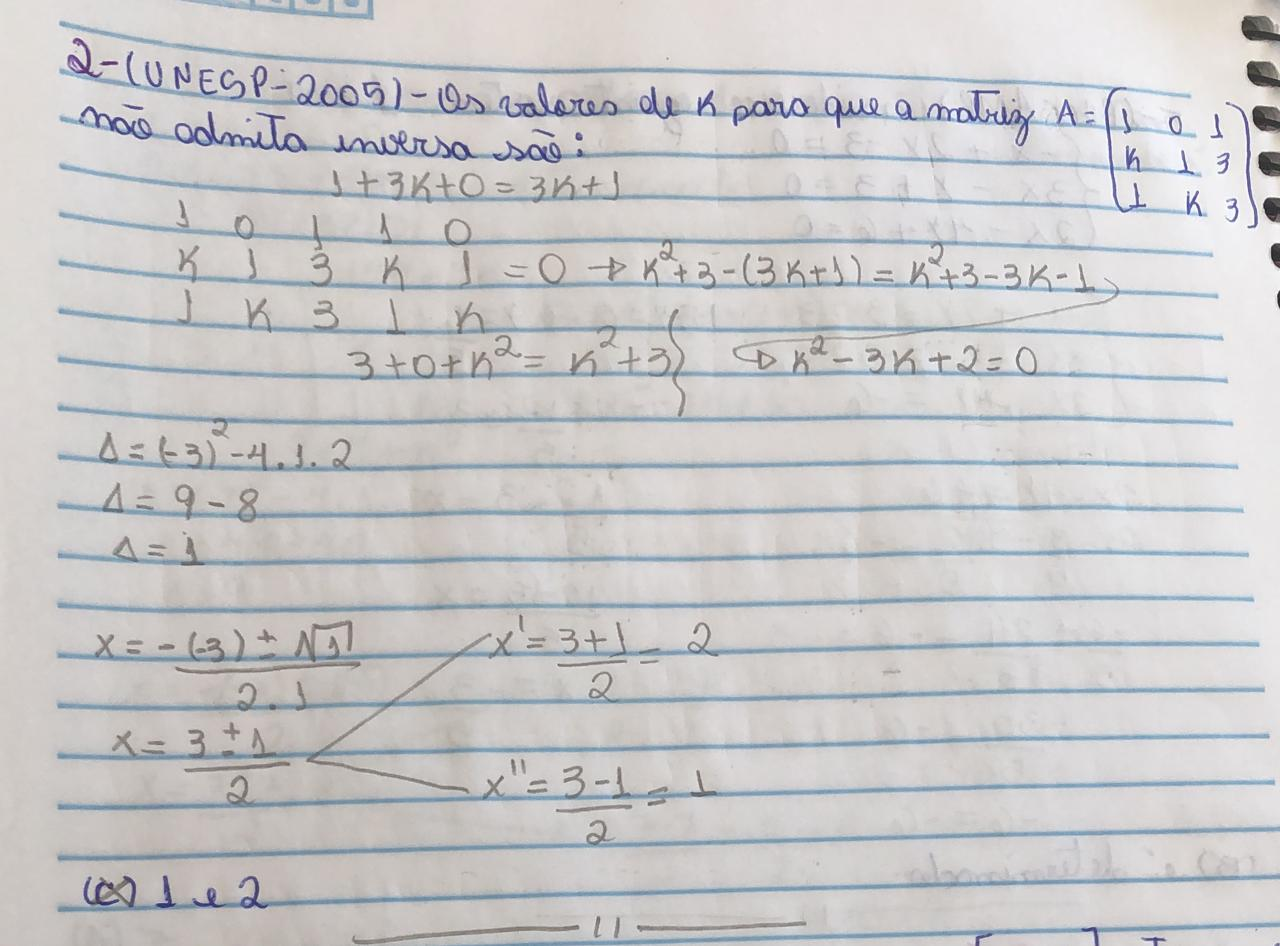 2-(UNESP-2005)-Os valores de K para que a matriz A=(1 0 1
não admita inversa são: K 1 3
1+3K+0=3K+1 1 K 3)
1 0 1 1 0
K 1 3 K 1 =0 → K²+3-(3K+1)=K²+3-3K-1
1 K 3 1 K
3+0+K²=K²+3} → K²-3K+2=0
Δ=(-3)²-4.1.2
Δ=9-8
Δ=1
x=-(-3)±√1 x'=3+1=2
2.1 2
x=3±1
2 x''=3-1=1
2
(C) 1 e 2